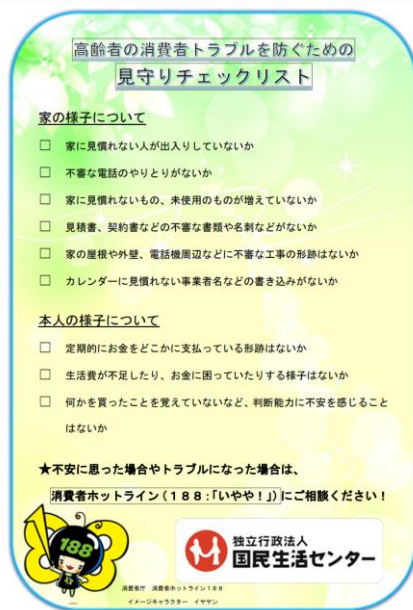 高齢者の消費者トラブルを防ぐための
見守りチェックリスト
家の様子について
□ 家に見慣れない人が出入りしていないか
□ 不審な電話のやりとりがないか
□ 家に見慣れないもの、未使用のものが増えていないか
□ 見積書、契約書などの不審な書類や名刺などがないか
□ 家の屋根や外壁、電話機周辺などに不審な工事の形跡はないか
□ カレンダーに見慣れない事業者名などの書き込みがないか
本人の様子について
□ 定期的にお金をどこかに支払っている形跡はないか
□ 生活費が不足したり、お金に困っていたりする様子はないか
□ 何かを買ったことを覚えていないなど、判断能力に不安を感じること
はないか
★不安に思った場合やトラブルになった場合は、
消費者ホットライン(188:「いやや!」)にご相談ください!
188
独立行政法人
国民生活センター
消費者庁 消費者ホットライン188
イメージキャラクター イヤヤン